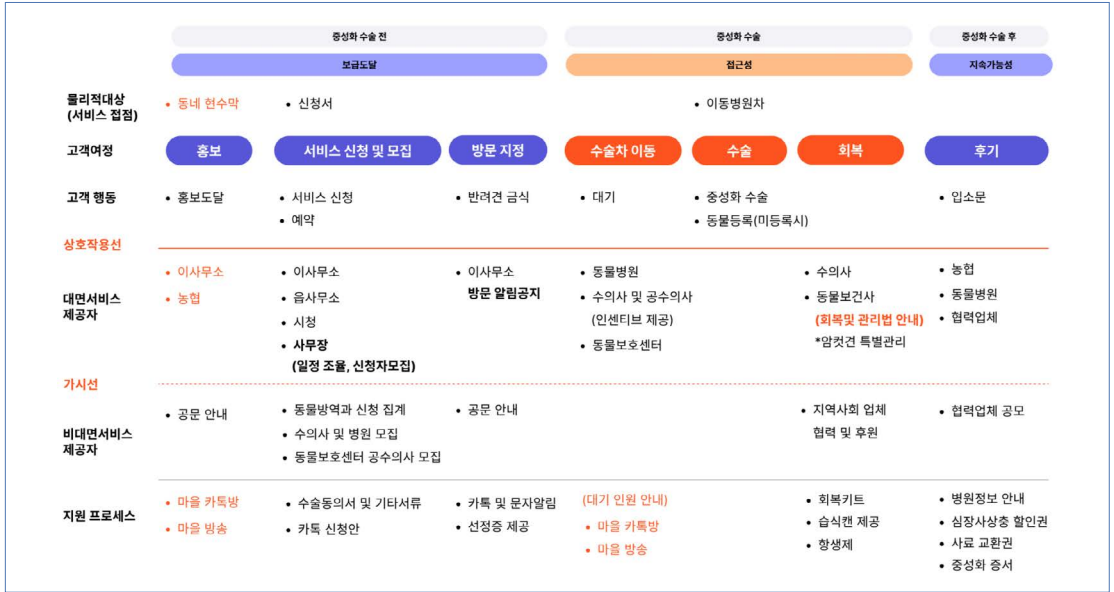 중성화 수술 전
중성화 수술
중성화 수술 후
보급도달
접근성
지속가능성
물리적대상
(서비스 접점)
• 동네 현수막
• 신청서
• 이동병원차
고객여정
홍보
서비스 신청 및 모집
방문 지정
수술차 이동
수술
회복
후기
고객 행동
• 홍보도달
• 서비스 신청
• 예약
• 반려견 금식
• 대기
• 중성화 수술
• 동물등록(미등록시)
• 입소문
상호작용선
대면서비스
제공자
• 이사무소
• 농협
• 이사무소
• 읍사무소
• 시청
• 사무장
(일정 조율, 신청자모집)
• 이사무소
방문 알림공지
• 동물병원
• 수의사 및 공수의사
(인센티브 제공)
• 동물보호센터
• 수의사
• 동물보건사
(회복및 관리법 안내)
*암컷견 특별관리
• 농협
• 동물병원
• 협력업체
가시선
비대면서비스
제공자
• 공문 안내
• 동물방역과 신청 집계
• 수의사 및 병원 모집
• 동물보호센터 공수의사 모집
• 공문 안내
• 지역사회 업체
협력 및 후원
• 협력업체 공모
지원 프로세스
• 마을 카톡방
• 마을 방송
• 수술동의서 및 기타서류
• 카톡 신청안
• 카톡 및 문자알림
• 선정증 제공
(대기 인원 안내)
• 마을 카톡방
• 마을 방송
• 회복키트
• 습식캔 제공
• 항생제
• 병원정보 안내
• 심장사상충 할인권
• 사료 교환권
• 중성화 증서